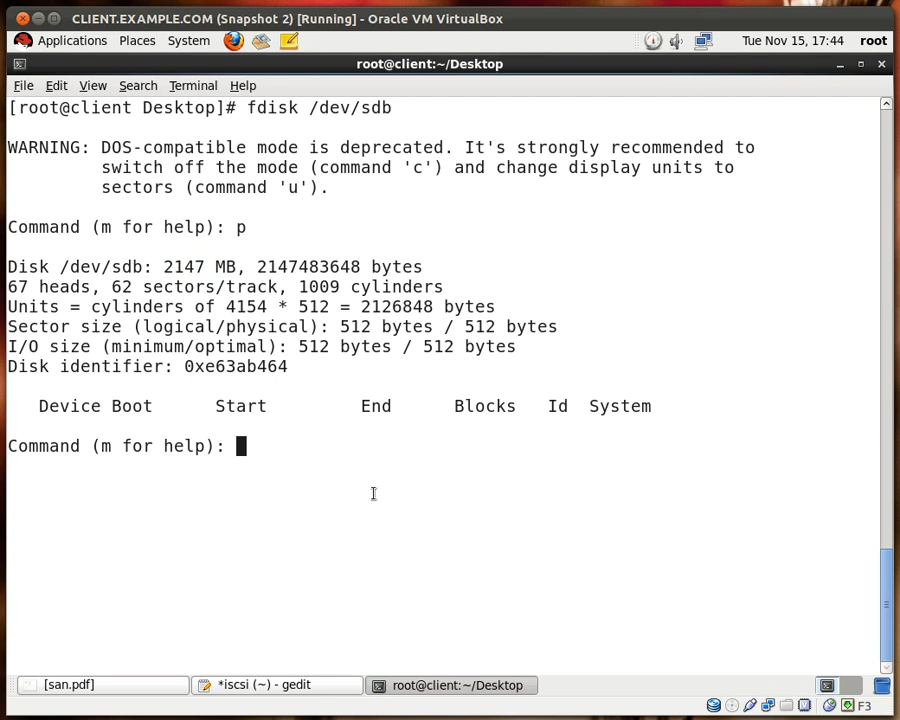 CLIENT.EXAMPLE.COM (Snapshot 2) [Running] - Oracle VM VirtualBox
Applications Places System Tue Nov 15, 17:44 root
root@client:~/Desktop
File Edit View Search Terminal Help
[root@client Desktop]# fdisk /dev/sdb
WARNING: DOS-compatible mode is deprecated. It's strongly recommended to
switch off the mode (command 'c') and change display units to
sectors (command 'u').
Command (m for help): p
Disk /dev/sdb: 2147 MB, 2147483648 bytes
67 heads, 62 sectors/track, 1009 cylinders
Units = cylinders of 4154 * 512 = 2126848 bytes
Sector size (logical/physical): 512 bytes / 512 bytes
I/O size (minimum/optimal): 512 bytes / 512 bytes
Disk identifier: 0xe63ab464
Device Boot Start End Blocks Id System
Command (m for help):
[san.pdf] *iscsi (~) - gedit root@client:~/Desktop
F3